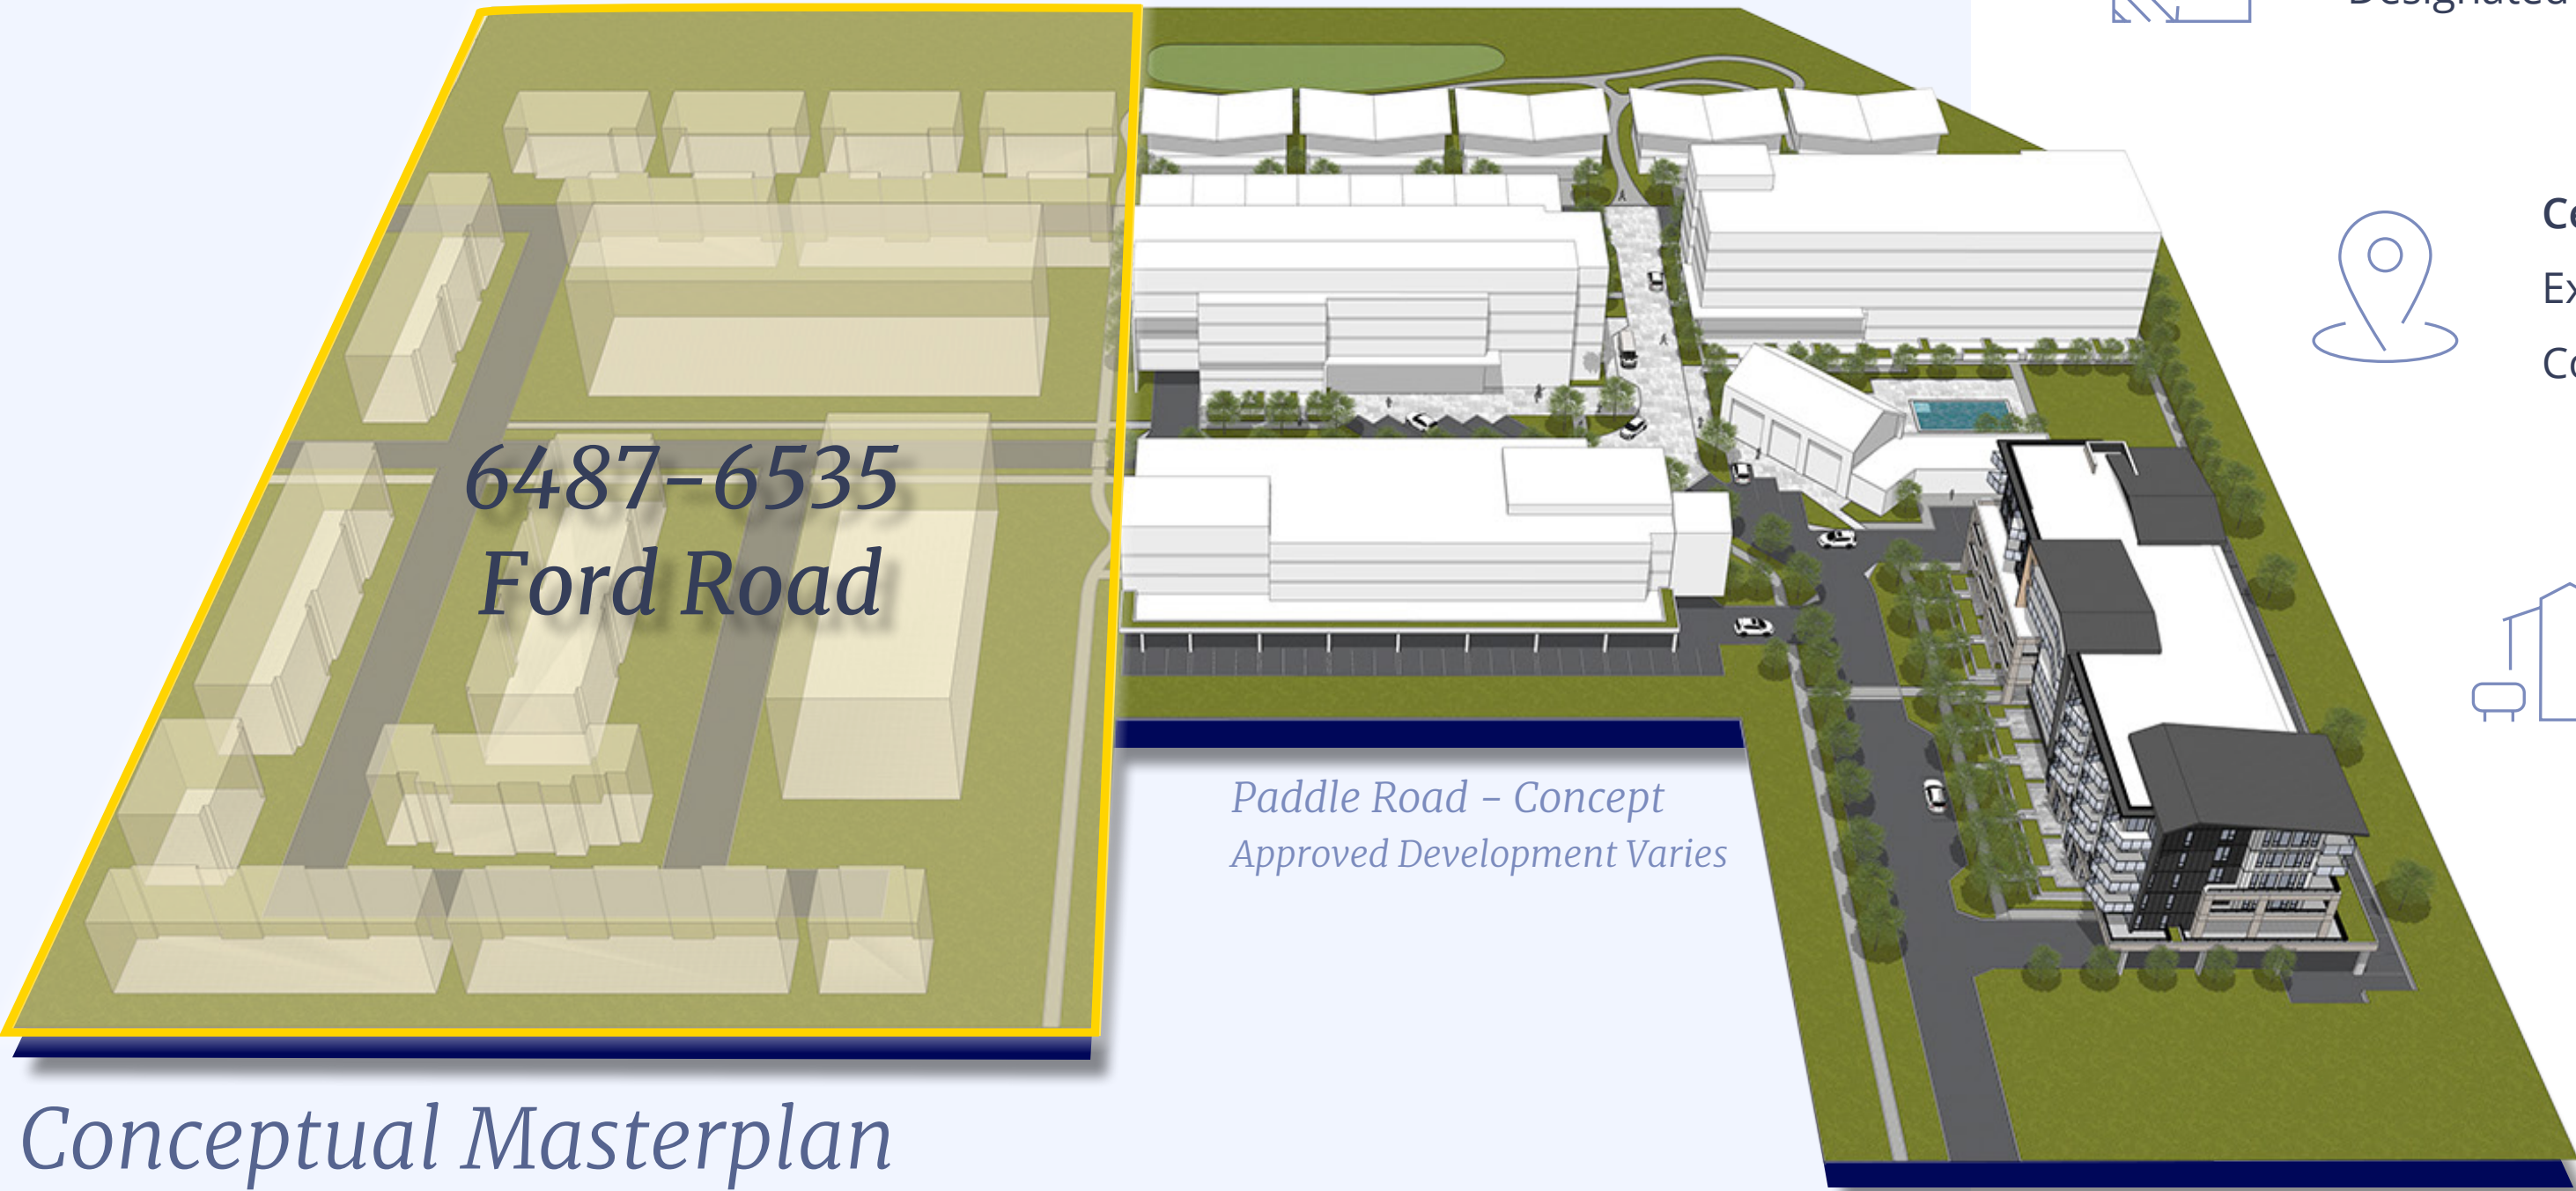 6487-6535
Ford Road
Paddle Road - Concept
Approved Development Varies
Conceptual Masterplan